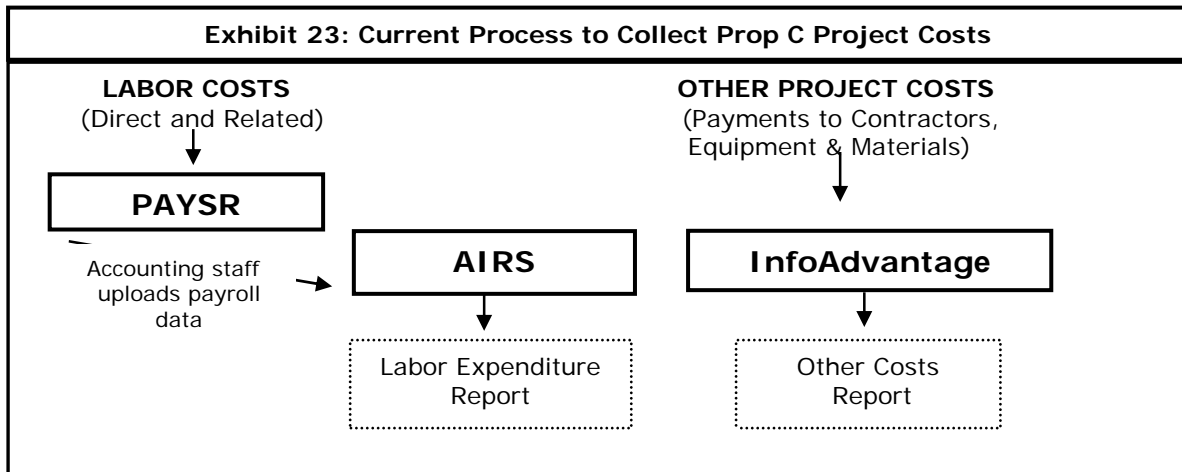 Exhibit 23: Current Process to Collect Prop C Project Costs
LABOR COSTS
(Direct and Related)
PAYSR
Accounting staff
uploads payroll
data
AIRS
Labor Expenditure
Report
OTHER PROJECT COSTS
(Payments to Contractors,
Equipment & Materials)
InfoAdvantage
Other Costs
Report